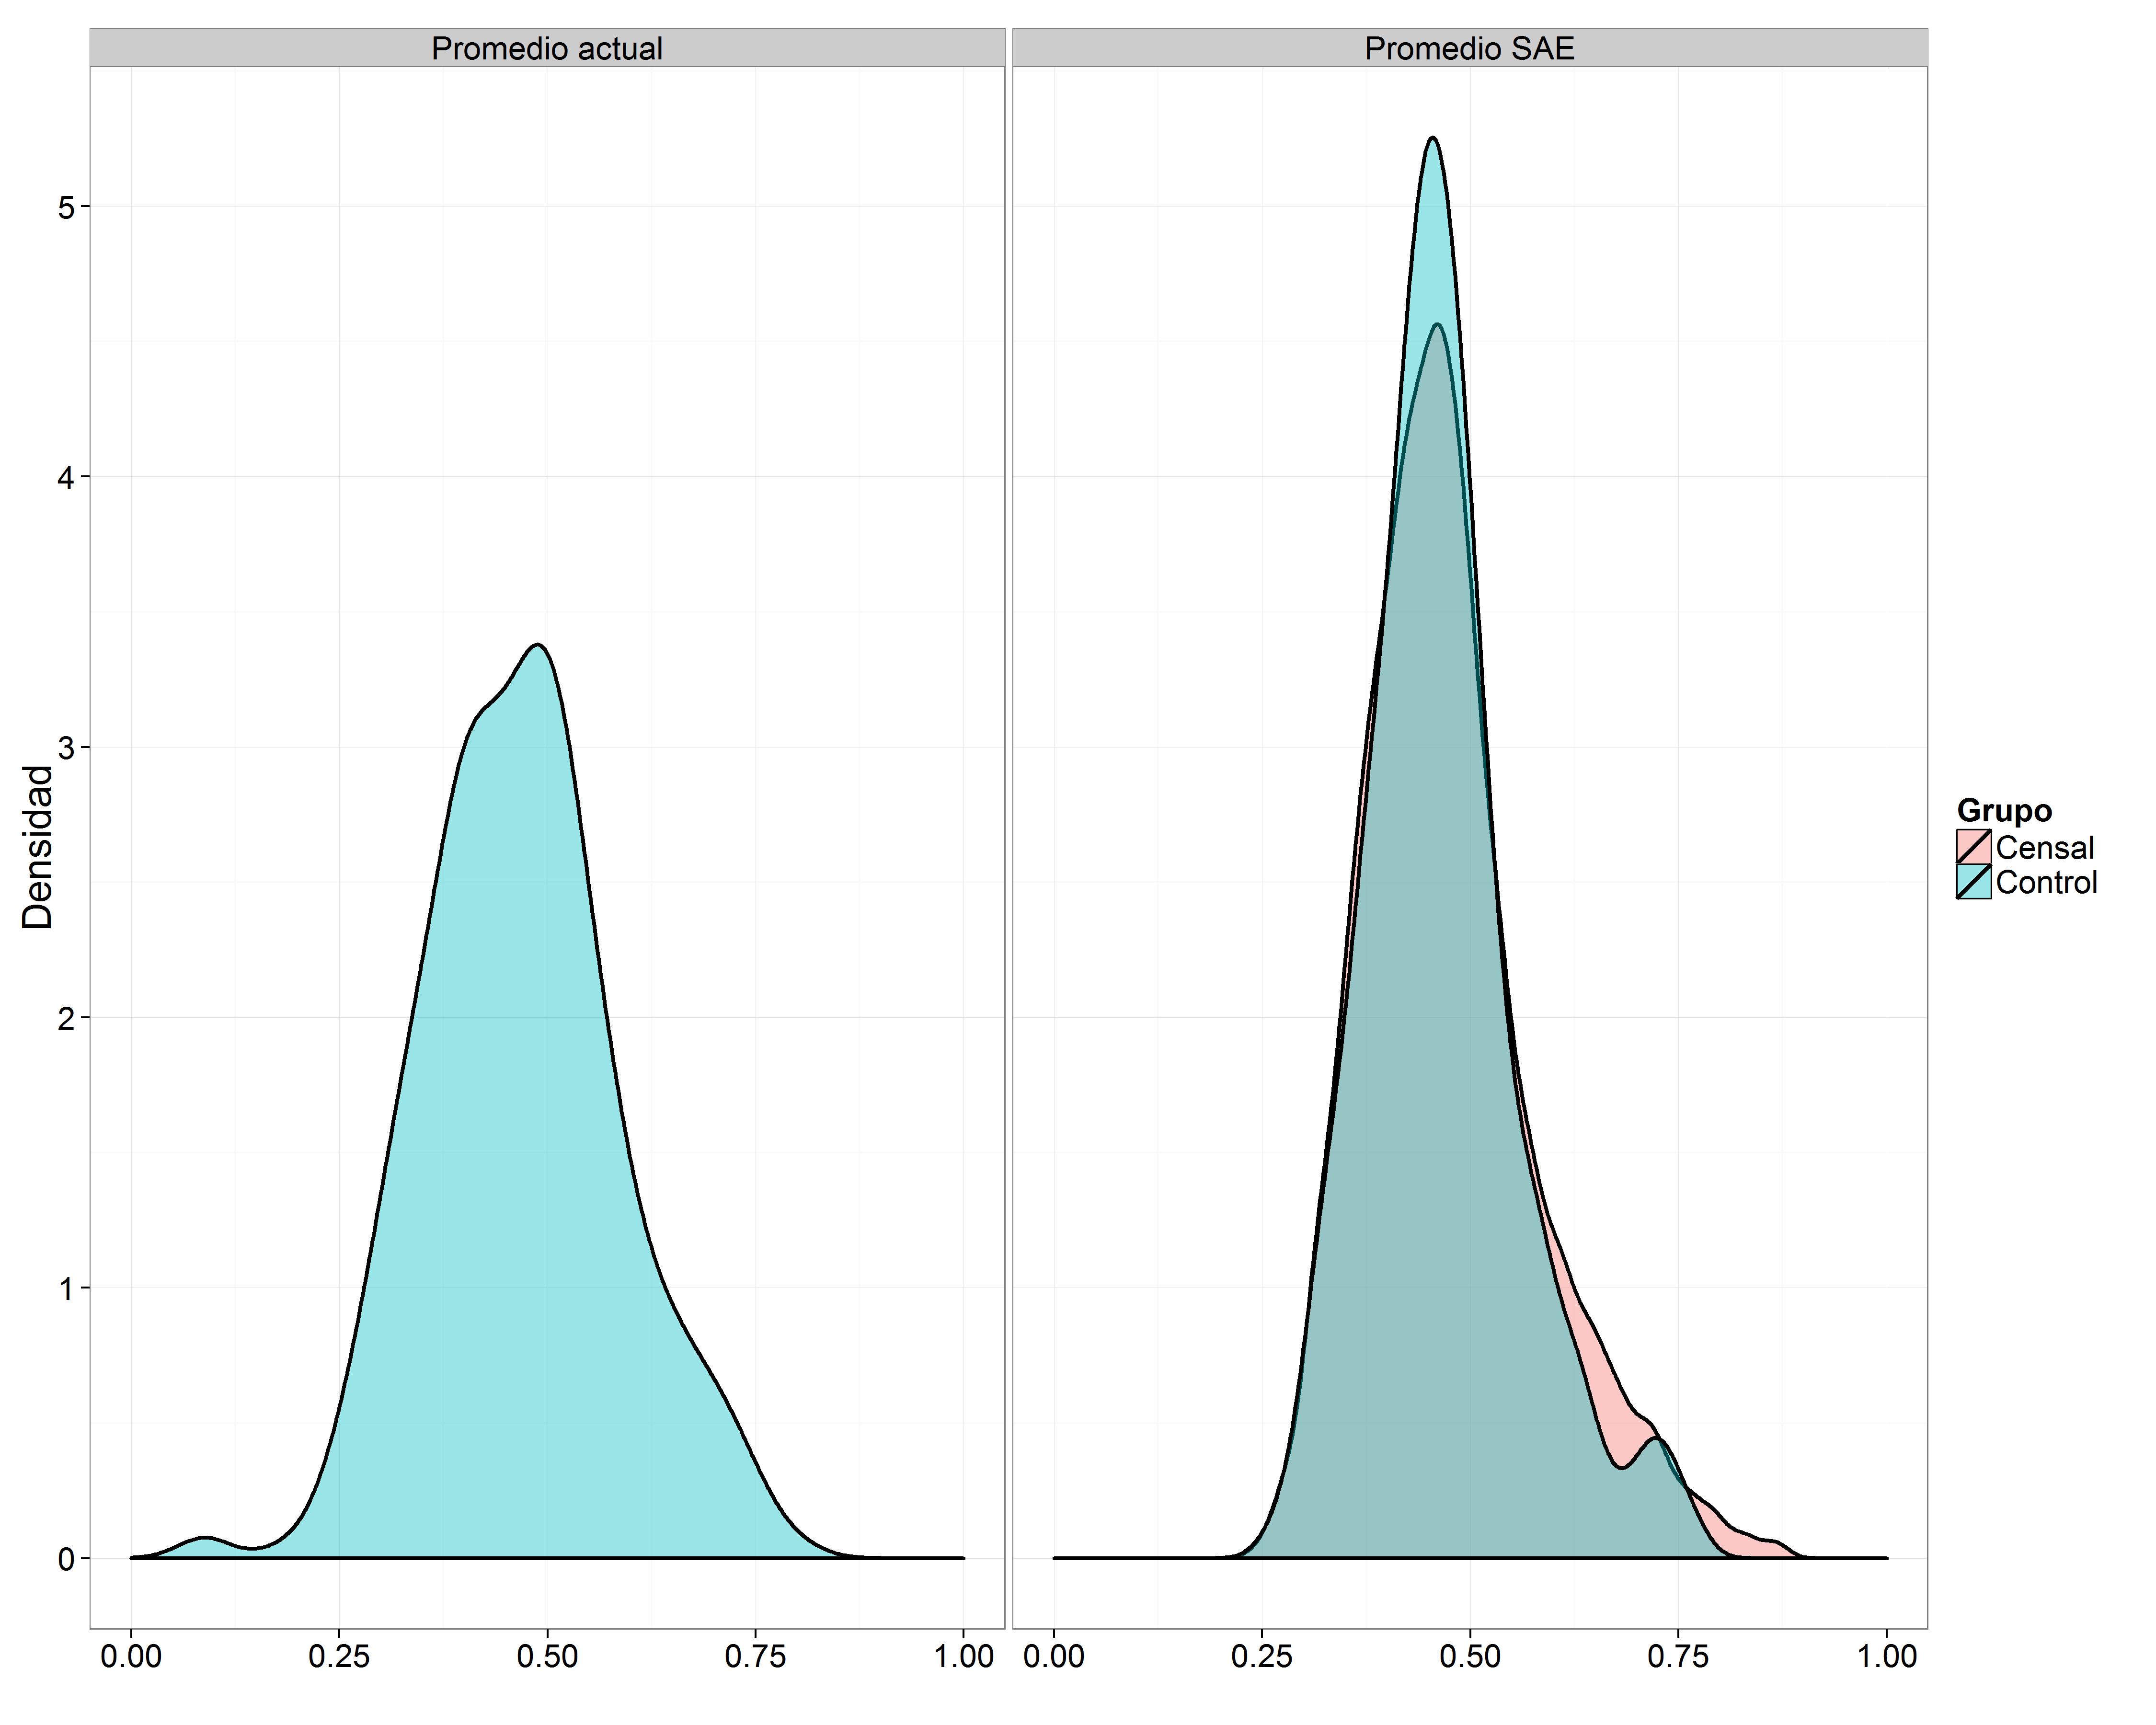 Promedio actual
Promedio SAE
Densidad
5
4
3
2
1
0
0.00 0.25 0.50 0.75 1.00
0.00 0.25 0.50 0.75 1.00
Grupo
Censal
Control